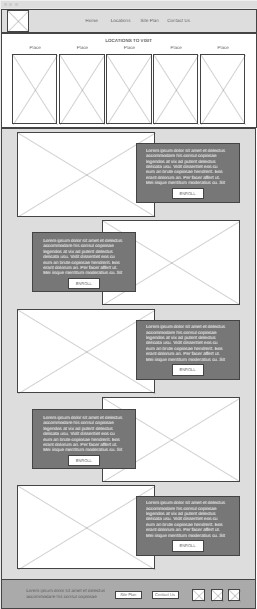 Home Locations Site Plan Contact Us
LOCATIONS TO VISIT
Place Place Place Place Place
Lorem ipsum dolor sit amet et delectus
accommodare his consul copiosae
legendos at vix ad putent delectus
delicata usu. Vidit dissentiet eos cu
eum an brute copiosae hendrerit. Eos
erant dolorum an. Per facer affert ut.
Mei iisque mentitum moderatius cu. Sit
ENROLL
Lorem ipsum dolor sit amet et delectus
accommodare his consul copiosae
legendos at vix ad putent delectus
delicata usu. Vidit dissentiet eos cu
eum an brute copiosae hendrerit. Eos
erant dolorum an. Per facer affert ut.
Mei iisque mentitum moderatius cu. Sit
ENROLL
Lorem ipsum dolor sit amet et delectus
accommodare his consul copiosae
legendos at vix ad putent delectus
delicata usu. Vidit dissentiet eos cu
eum an brute copiosae hendrerit. Eos
erant dolorum an. Per facer affert ut.
Mei iisque mentitum moderatius cu. Sit
ENROLL
Lorem ipsum dolor sit amet et delectus
accommodare his consul copiosae
legendos at vix ad putent delectus
delicata usu. Vidit dissentiet eos cu
eum an brute copiosae hendrerit. Eos
erant dolorum an. Per facer affert ut.
Mei iisque mentitum moderatius cu. Sit
ENROLL
Lorem ipsum dolor sit amet et delectus
accommodare his consul copiosae
legendos at vix ad putent delectus
delicata usu. Vidit dissentiet eos cu
eum an brute copiosae hendrerit. Eos
erant dolorum an. Per facer affert ut.
Mei iisque mentitum moderatius cu. Sit
ENROLL
Lorem ipsum dolor sit amet et delectus
accommodare his consul copiosae
Site Plan Contact Us